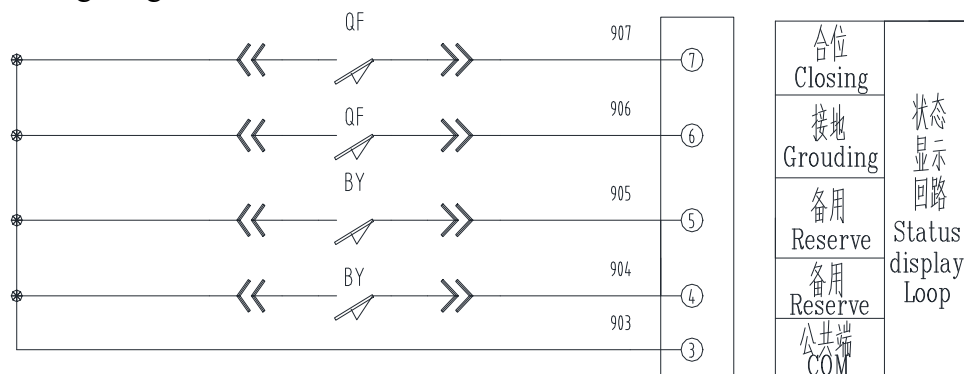 QF
907
7
QF
906
6
BY
905
5
BY
904
4
903
3
合位
Closing
接地
Grouding
备用
Reserve
备用
Reserve
公共端
COM
状态
显示
回路
Status
display
Loop